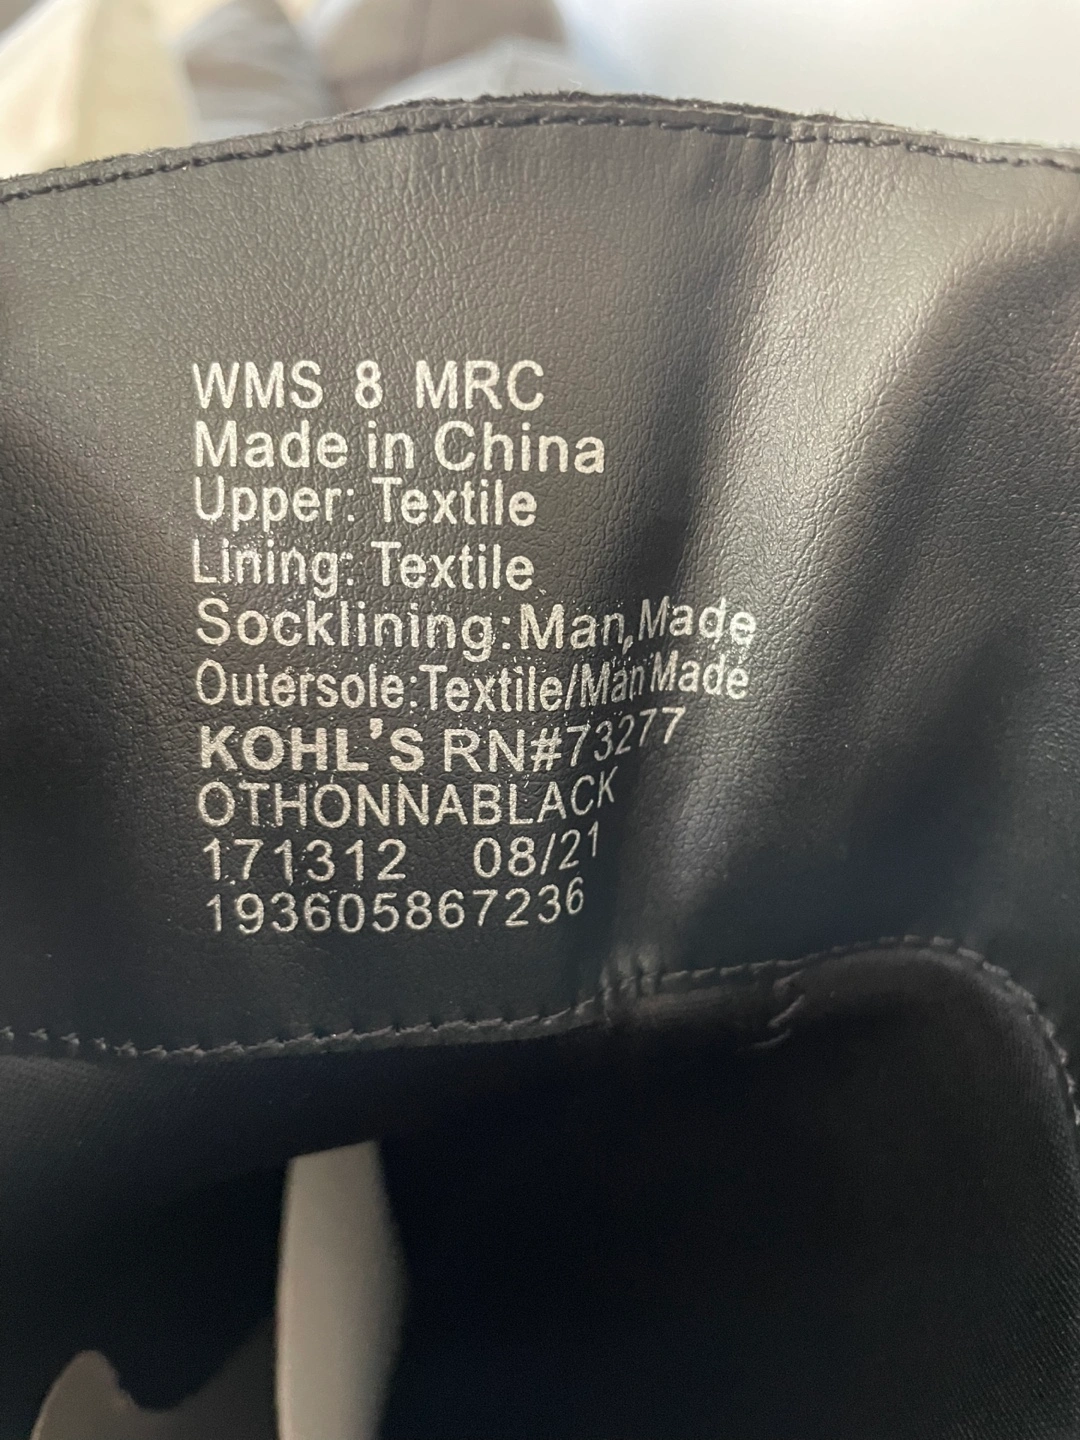 WMS 8 MRC
Made in China
Upper: Textile
Lining: Textile
Socklining:Man Made
Outersole:Textile/Man Made
KOHL'S RN#73277
OTHONNABLACK
171312 08/21
193605867236